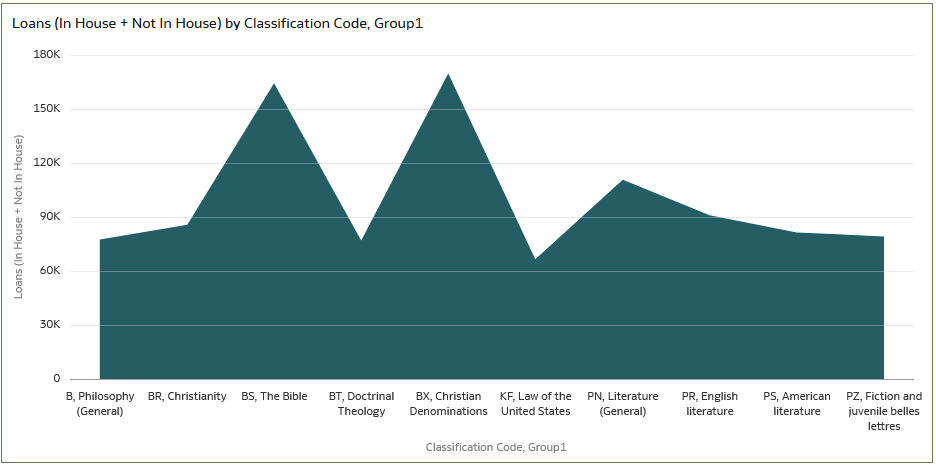 Loans (In House + Not In House) by Classification Code, Group1
180K
150K
120K
90K
60K
30K
0
Loans (In House + Not In House)
B, Philosophy
(General)
BR, Christianity
BS, The Bible
BT, Doctrinal
Theology
BX, Christian
Denominations
KF, Law of the
United States
PN, Literature
(General)
PR, English
literature
PS, American
literature
PZ, Fiction and
juvenile belles
lettres
Classification Code, Group1